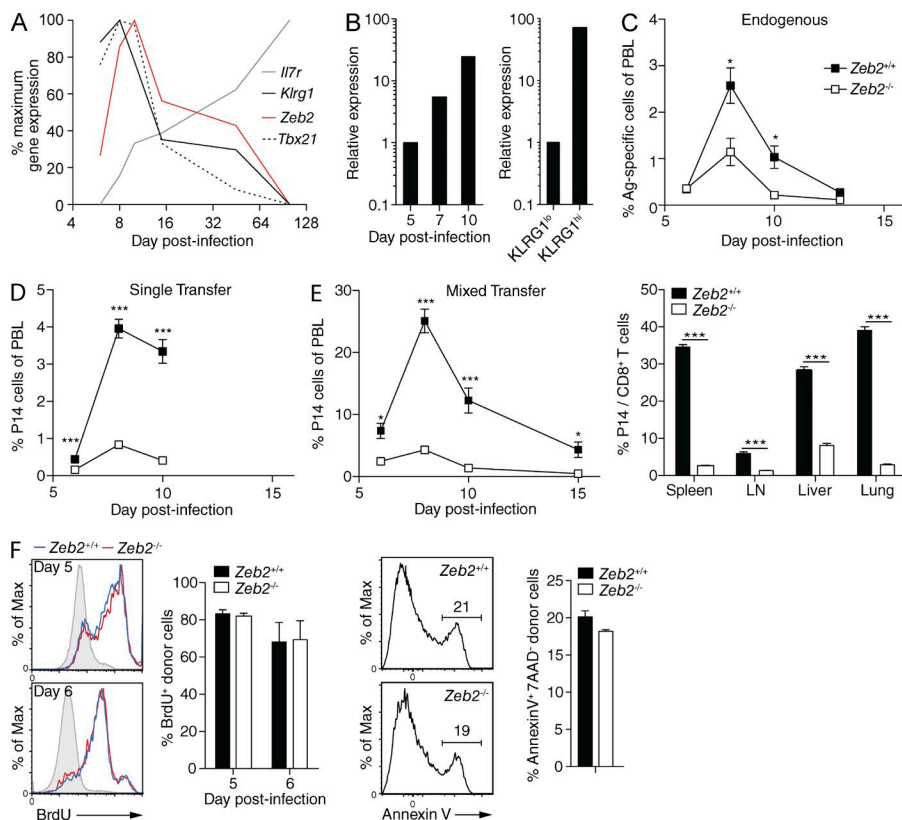 A
% maximum
gene expression
100
80
60
40
20
0
Il7r
Klrg1
Zeb2
Tbx21
4 8 16 32 64 128
Day post-infection
B
Relative expression
100
10
1
0.1
5 7 10
Day post-infection
Relative expression
100
10
1
0.1
KLRG1lo
KLRG1hi
C
Endogenous
% Ag-specific cells of PBL
4
3
2
1
0
*
*
Zeb2+/+
Zeb2-/-
5 10 15
Day post-infection
D
Single Transfer
% P14 cells of PBL
5
4
3
2
1
0
***
***
***
5 10 15
Day post-infection
E
Mixed Transfer
% P14 cells of PBL
30
20
10
0
*
***
***
*
5 10 15
Day post-infection
% P14 / CD8+ T cells
50
40
30
20
10
0
Zeb2+/+
Zeb2-/-
***
***
***
***
Spleen LN Liver Lung
F
Zeb2+/+ Zeb2-/-
Day 5
% of Max
0
Day 6
% of Max
0
BrdU
% BrdU+ donor cells
100
80
60
40
20
0
Zeb2+/+
Zeb2-/-
5 6
Day post-infection
Zeb2+/+
21
% of Max
0
Zeb2-/-
19
% of Max
0
Annexin V
% AnnexinV+7AAD- donor cells
25
20
15
10
5
0
Zeb2+/+
Zeb2-/-